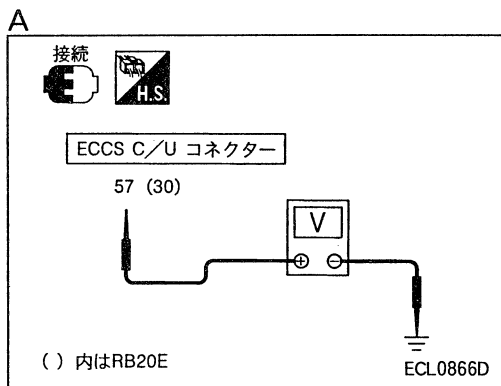 A
接続
H.S.
ECCS C／U コネクター
57 (30)
V
⊕ ⊖
( ) 内はRB20E
ECL0866D